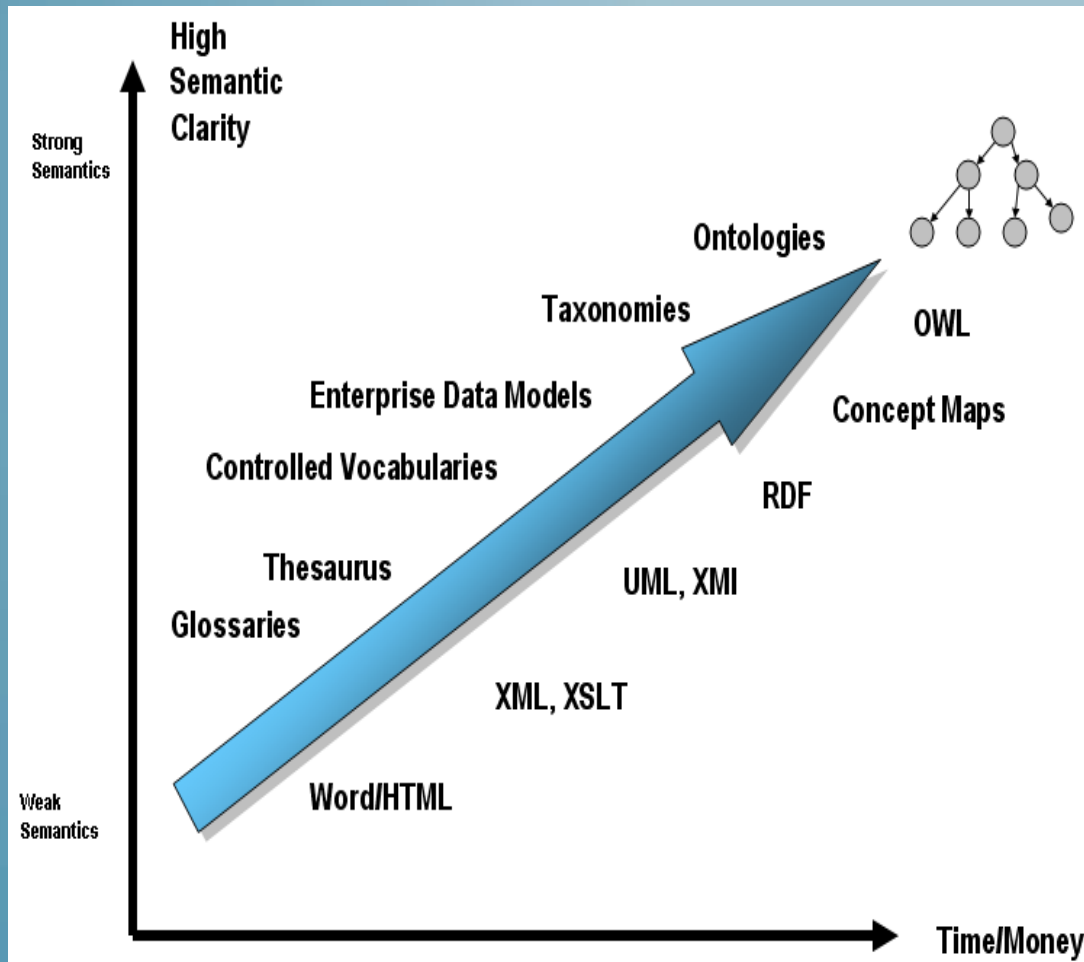 High
Semantic
Clarity
Strong
Semantics
Ontologies
Taxonomies
OWL
Enterprise Data Models
Concept Maps
Controlled Vocabularies
RDF
Thesaurus
UML, XMI
Glossaries
XML, XSLT
Word/HTML
Weak
Semantics
Time/Money